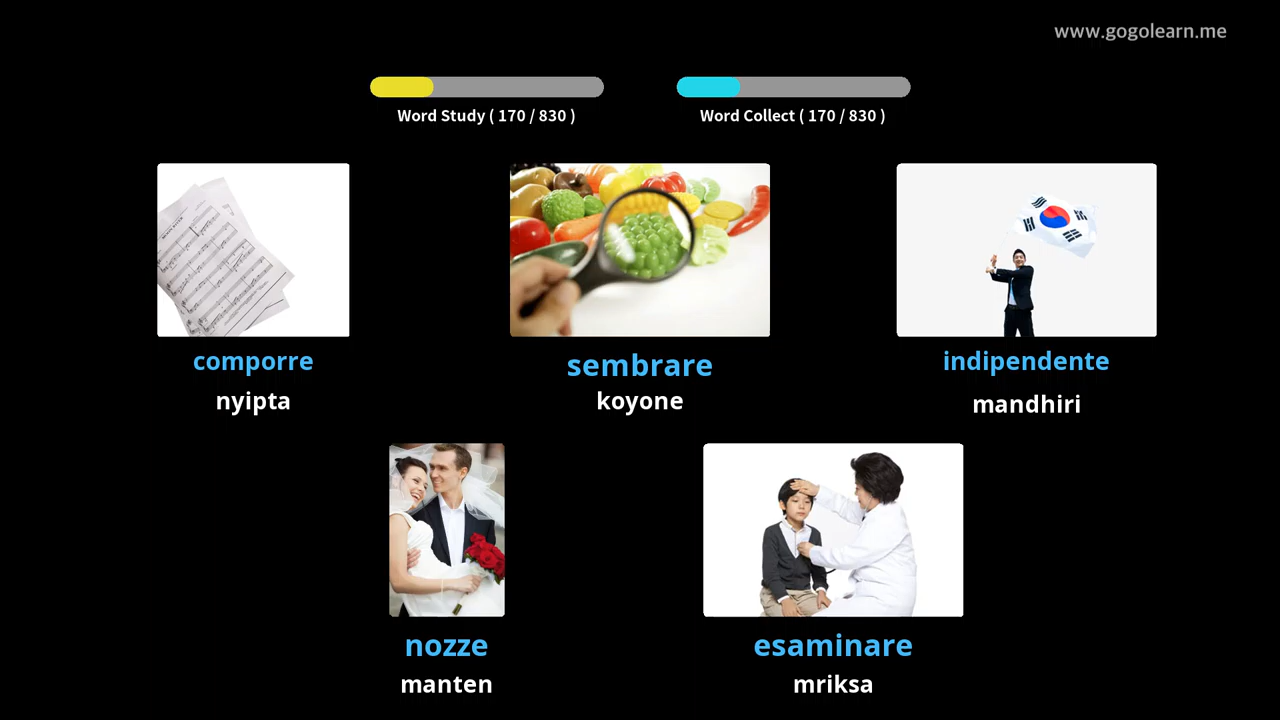 www.gogolearn.me
Word Study ( 170 / 830 )
Word Collect ( 170 / 830 )
comporre
nyipta
sembrare
koyone
indipendente
mandhiri
nozze
manten
esaminare
mriksa